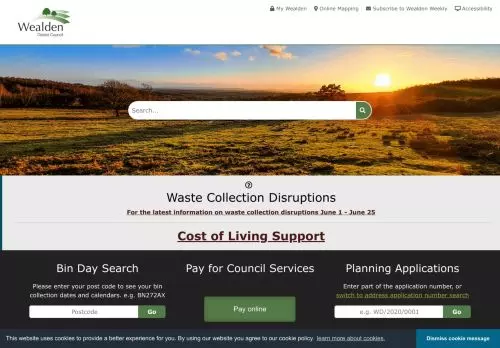 My Wealden
Online Mapping
Subscribe to Wealden Weekly
Accessibility
Wealden
District Council
Search...
Waste Collection Disruptions
For the latest information on waste collection disruptions June 1 - June 25
Cost of Living Support
Bin Day Search
Please enter your post code to see your bin
collection dates and calendars. e.g. BN272AX
Postcode
Go
Pay for Council Services
Pay online
Planning Applications
Enter part of the application number, or
switch to address application number search
e.g. WD/2020/0001
Go
This website uses cookies to provide a better experience for you. By using our website you agree to our cookie policy. learn more about cookies.
Dismiss cookie message